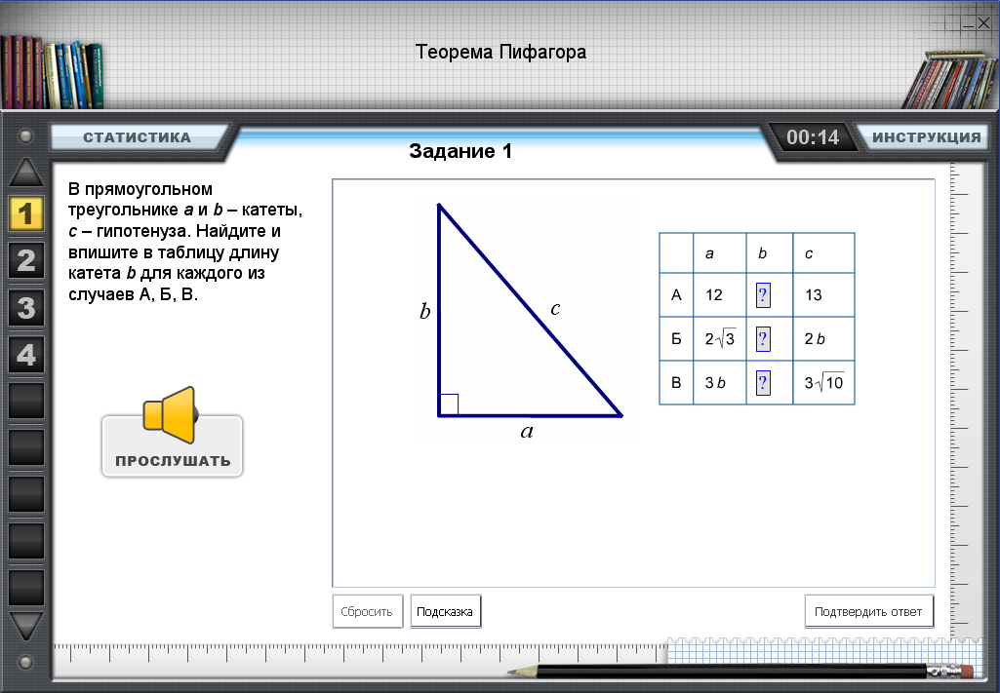 Теорема Пифагора
СТАТИСТИКА
Задание 1
00:14
ИНСТРУКЦИЯ
1
2
3
4
В прямоугольном
треугольнике a и b – катеты,
c – гипотенуза. Найдите и
впишите в таблицу длину
катета b для каждого из
случаев А, Б, В.
ПРОСЛУШАТЬ
b
c
a
a b c
А 12 ? 13
Б 2√3 ? 2b
В 3b ? 3√10
Сбросить
Подсказка
Подтвердить ответ